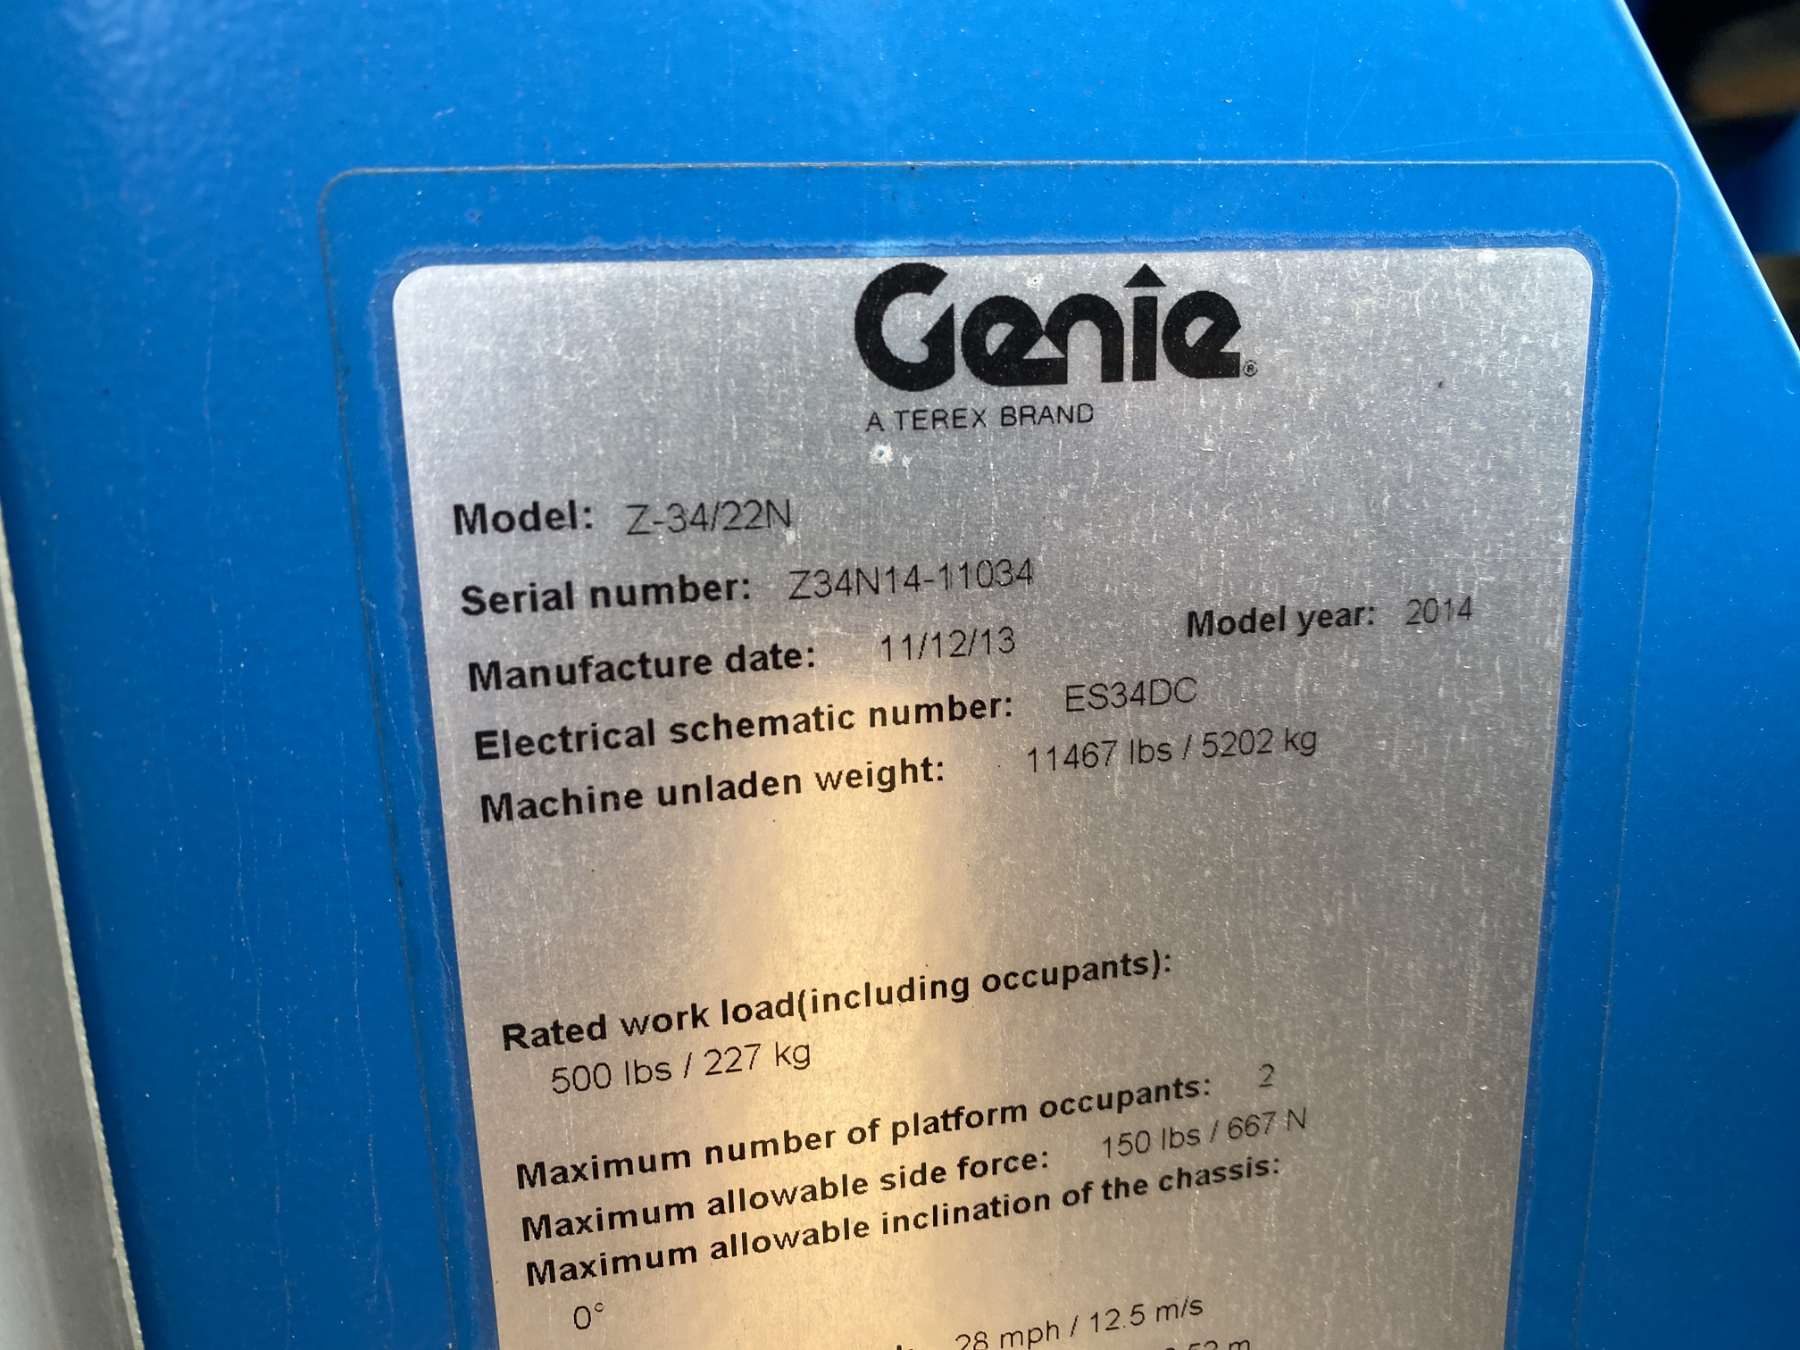 Genie®
A TEREX BRAND
Model: Z-34/22N
Serial number: Z34N14-11034
Manufacture date: 11/12/13 Model year: 2014
Electrical schematic number: ES34DC
Machine unladen weight: 11467 lbs / 5202 kg
Rated work load(including occupants):
500 lbs / 227 kg
Maximum number of platform occupants: 2
Maximum allowable side force: 150 lbs / 667 N
Maximum allowable inclination of the chassis:
0°
28 mph / 12.5 m/s